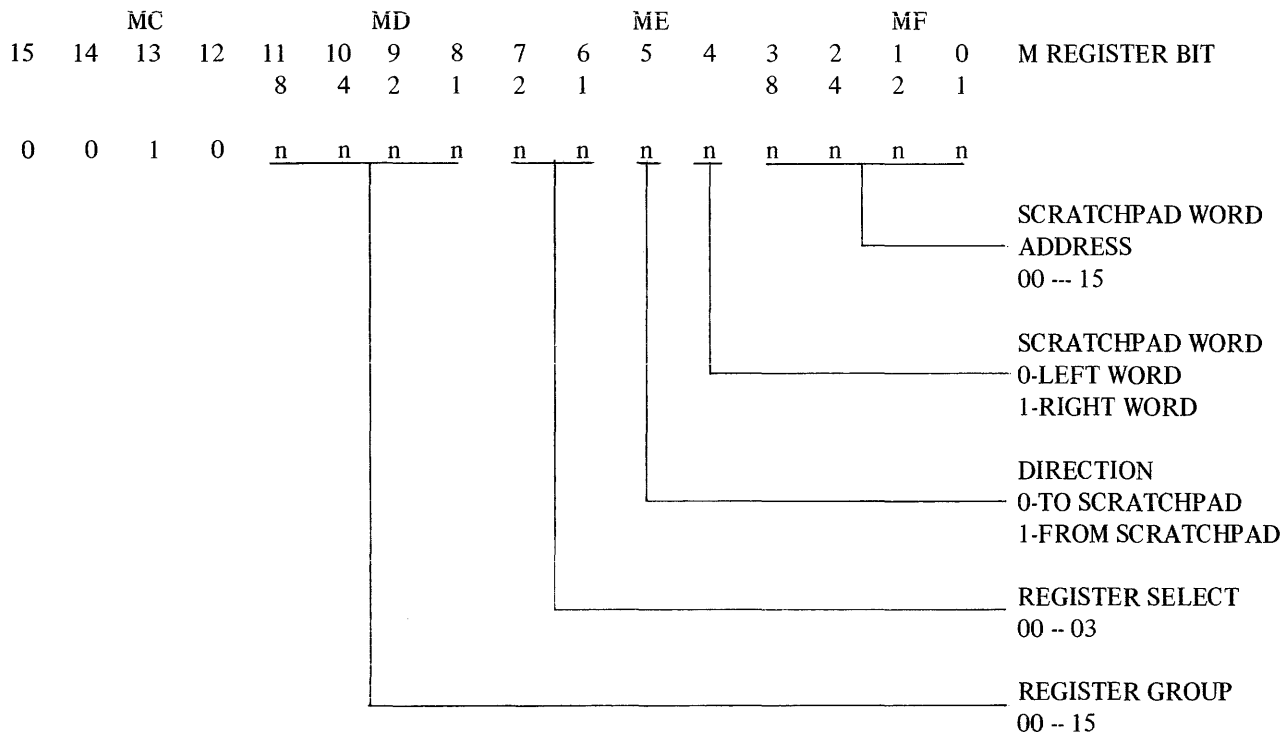 MC MD ME MF
15 14 13 12 11 10 9 8 7 6 5 4 3 2 1 0 M REGISTER BIT
8 4 2 1 2 1 8 4 2 1
0 0 1 0 n n n n n n n n n n n n
SCRATCHPAD WORD
ADDRESS
00 --- 15
SCRATCHPAD WORD
0-LEFT WORD
1-RIGHT WORD
DIRECTION
0-TO SCRATCHPAD
1-FROM SCRATCHPAD
REGISTER SELECT
00 -- 03
REGISTER GROUP
00 -- 15